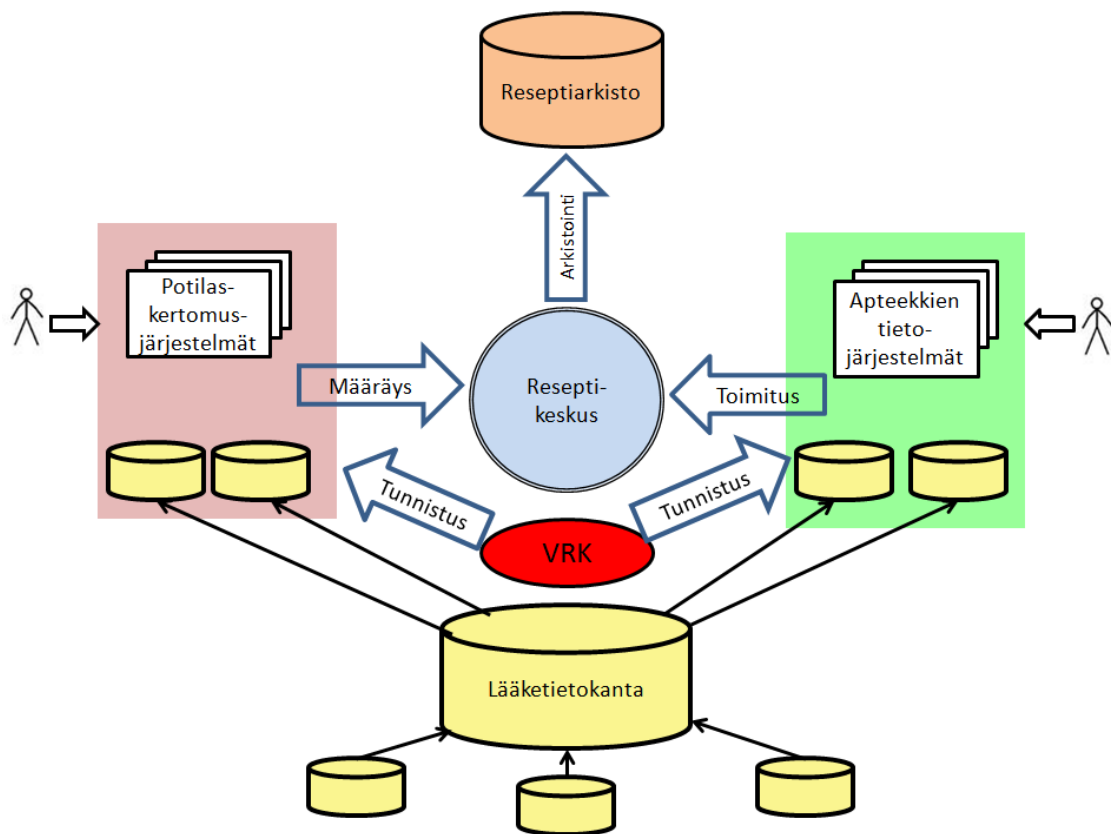 Reseptiarkisto
Arkistointi
Potilas-
kertomus-
järjestelmät
Apteekkien
tieto-
järjestelmät
Määräys
Resepti-
keskus
Toimitus
Tunnistus
Tunnistus
VRK
Lääketietokanta